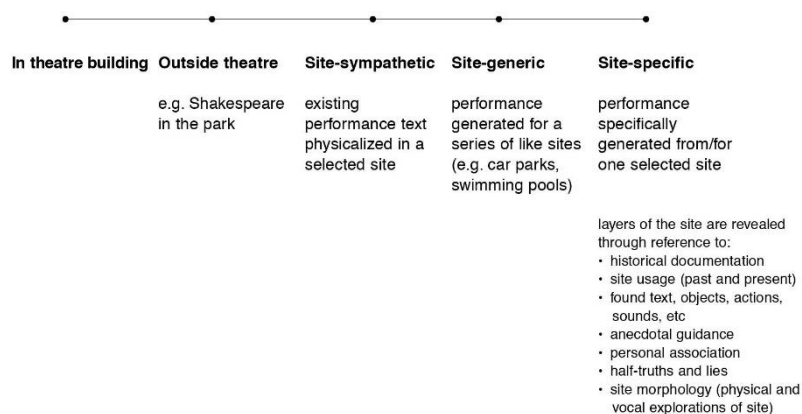 In theatre building
Outside theatre
e.g. Shakespeare
in the park
Site-sympathetic
existing
performance text
physicalized in a
selected site
Site-generic
performance
generated for a
series of like sites
(e.g. car parks,
swimming pools)
Site-specific
performance
specifically
generated from/for
one selected site
layers of the site are revealed
through reference to:
• historical documentation
• site usage (past and present)
• found text, objects, actions,
sounds, etc
• anecdotal guidance
• personal association
• half-truths and lies
• site morphology (physical and
vocal explorations of site)